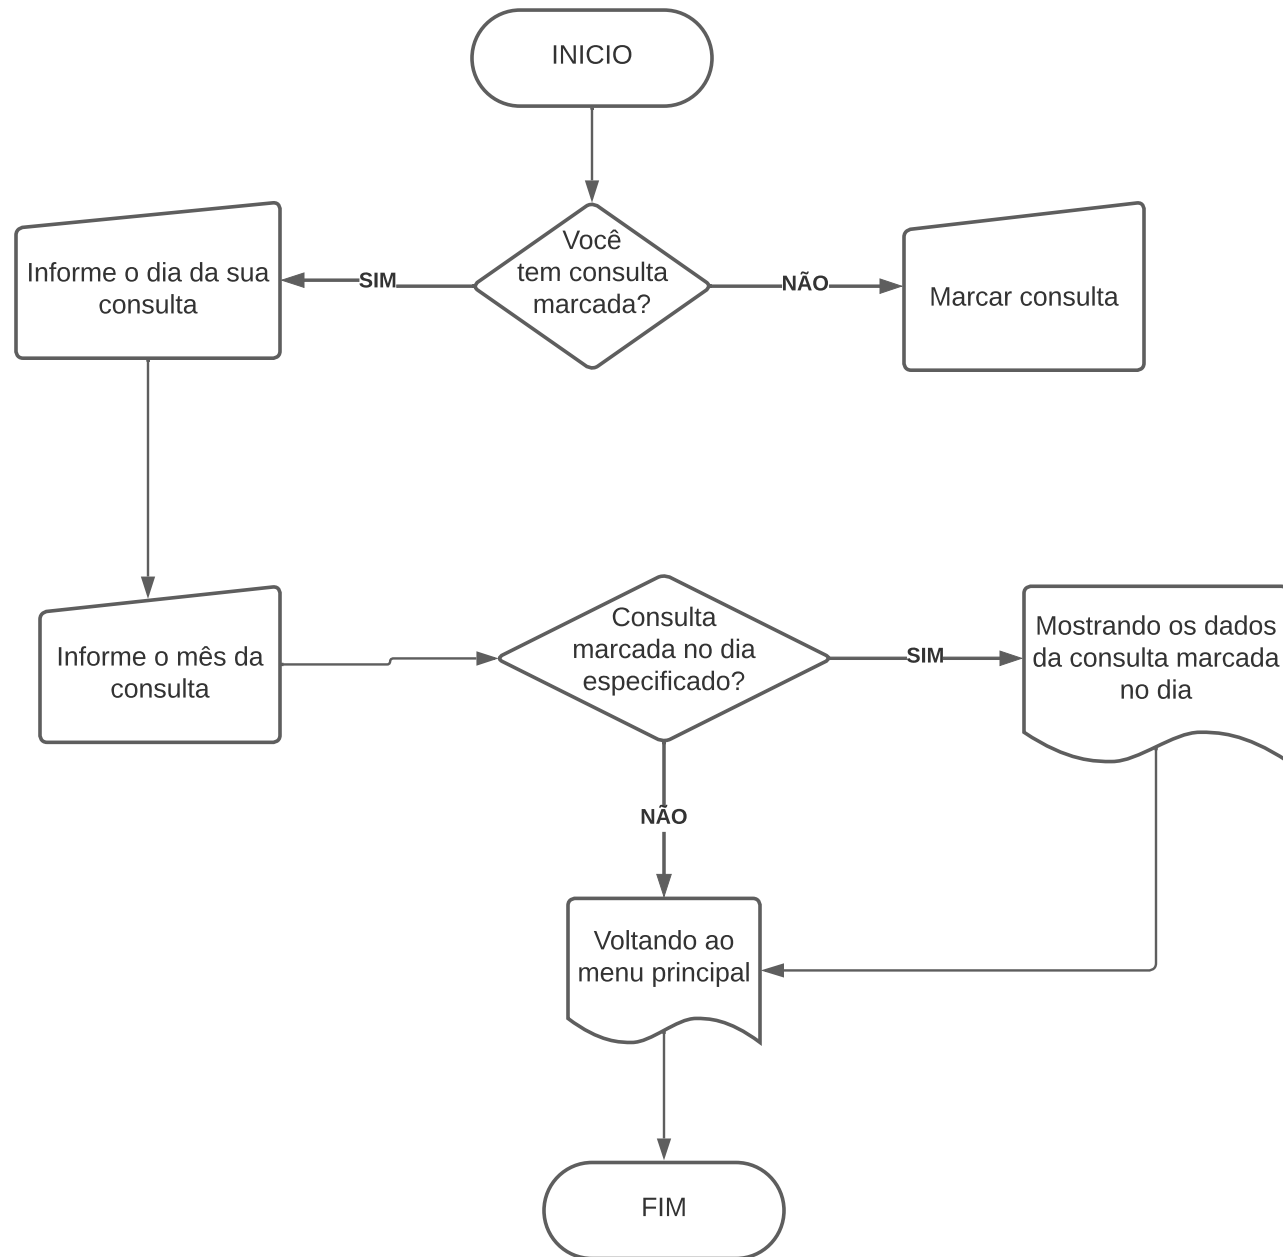 INICIO
Você
tem consulta
marcada?
SIM
NÃO
Informe o dia da sua
consulta
Marcar consulta
Informe o mês da
consulta
Consulta
marcada no dia
especificado?
SIM
Mostrando os dados
da consulta marcada
no dia
NÃO
Voltando ao
menu principal
FIM